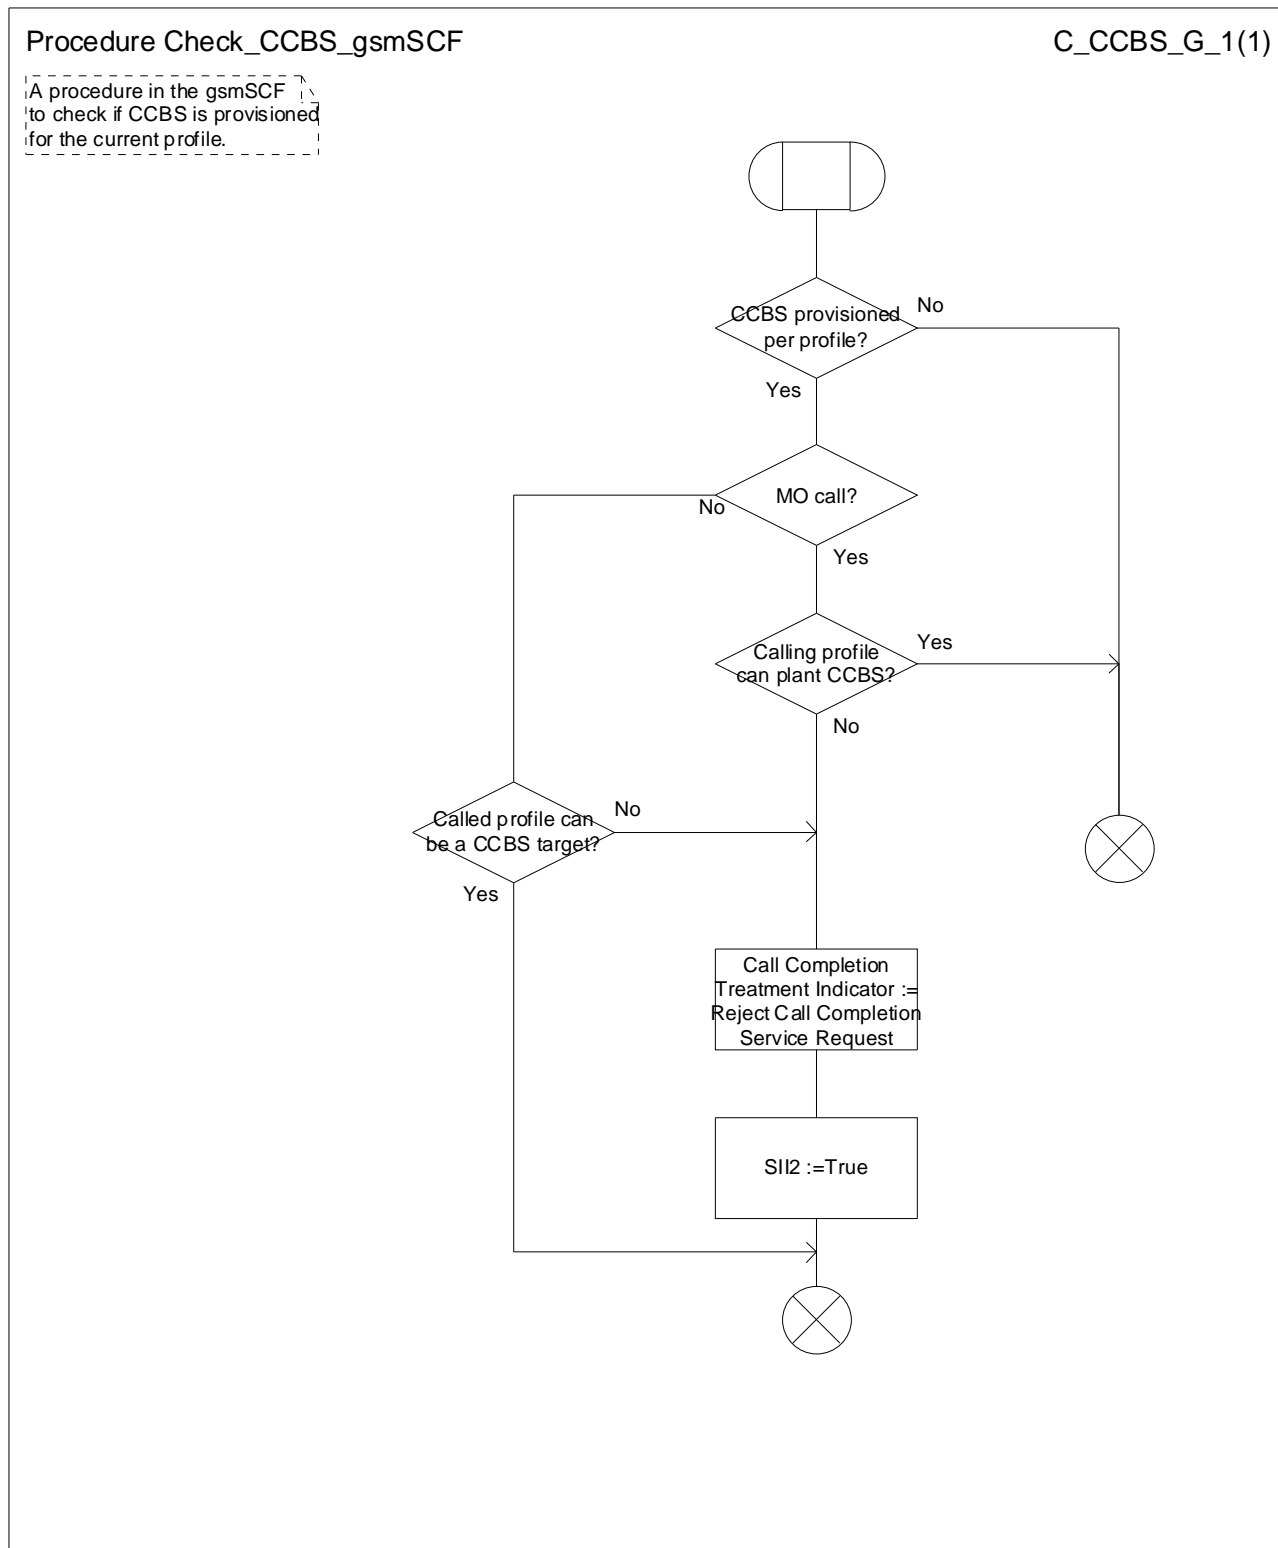 Procedure Check_CCBS_gsmSCF
C_CCBS_G_1(1)
A procedure in the gsmSCF
to check if CCBS is provisioned
for the current profile.
CCBS provisioned
per profile?
No
Yes
MO call?
No
Yes
Calling profile
can plant CCBS?
Yes
No
Called profile can
be a CCBS target?
No
Yes
Call Completion
Treatment Indicator :=
Reject Call Completion
Service Request
SII2 :=True